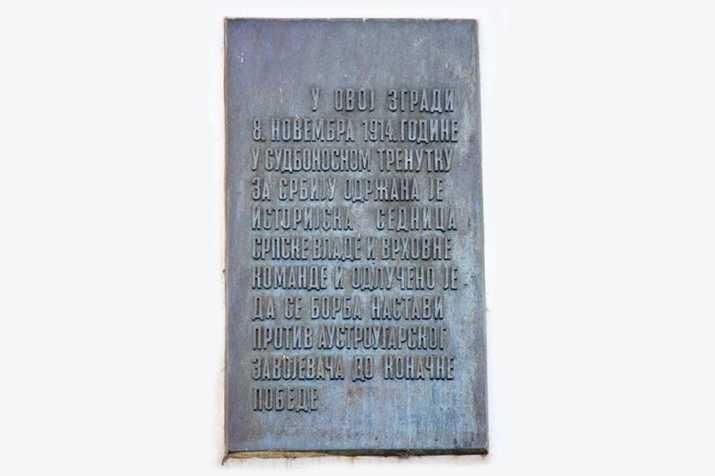 У ОВОЈ ЗГРАДИ
8. НОВЕМБРА 1914. ГОДИНЕ
У СУДБОНОСНОМ ТРЕНУТКУ
ЗА СРБИЈУ ОДРЖАНА ЈЕ
ИСТОРИЈСКА СЕДНИЦА
СРПСКЕ ВЛАДЕ И ВРХОВНЕ
КОМАНДЕ И ОДЛУЧЕНО ЈЕ
ДА СЕ БОРБА НАСТАВИ
ПРОТИВ АУСТРОУГАРСКОГ
ЗАВОЈЕВАЧА ДО КОНАЧНЕ
ПОБЕДЕ